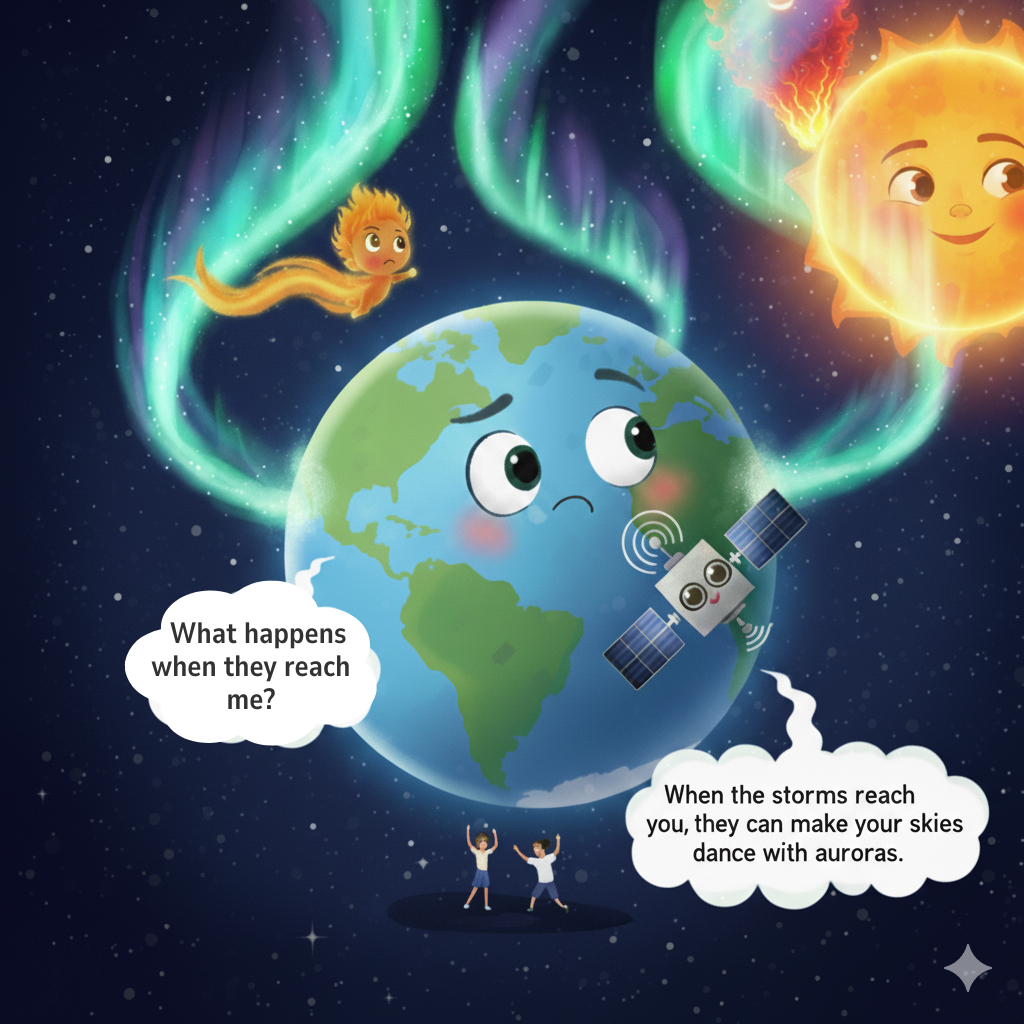 What happens
when they reach
me?
When the storms reach
you, they can make your skies
dance with auroras.